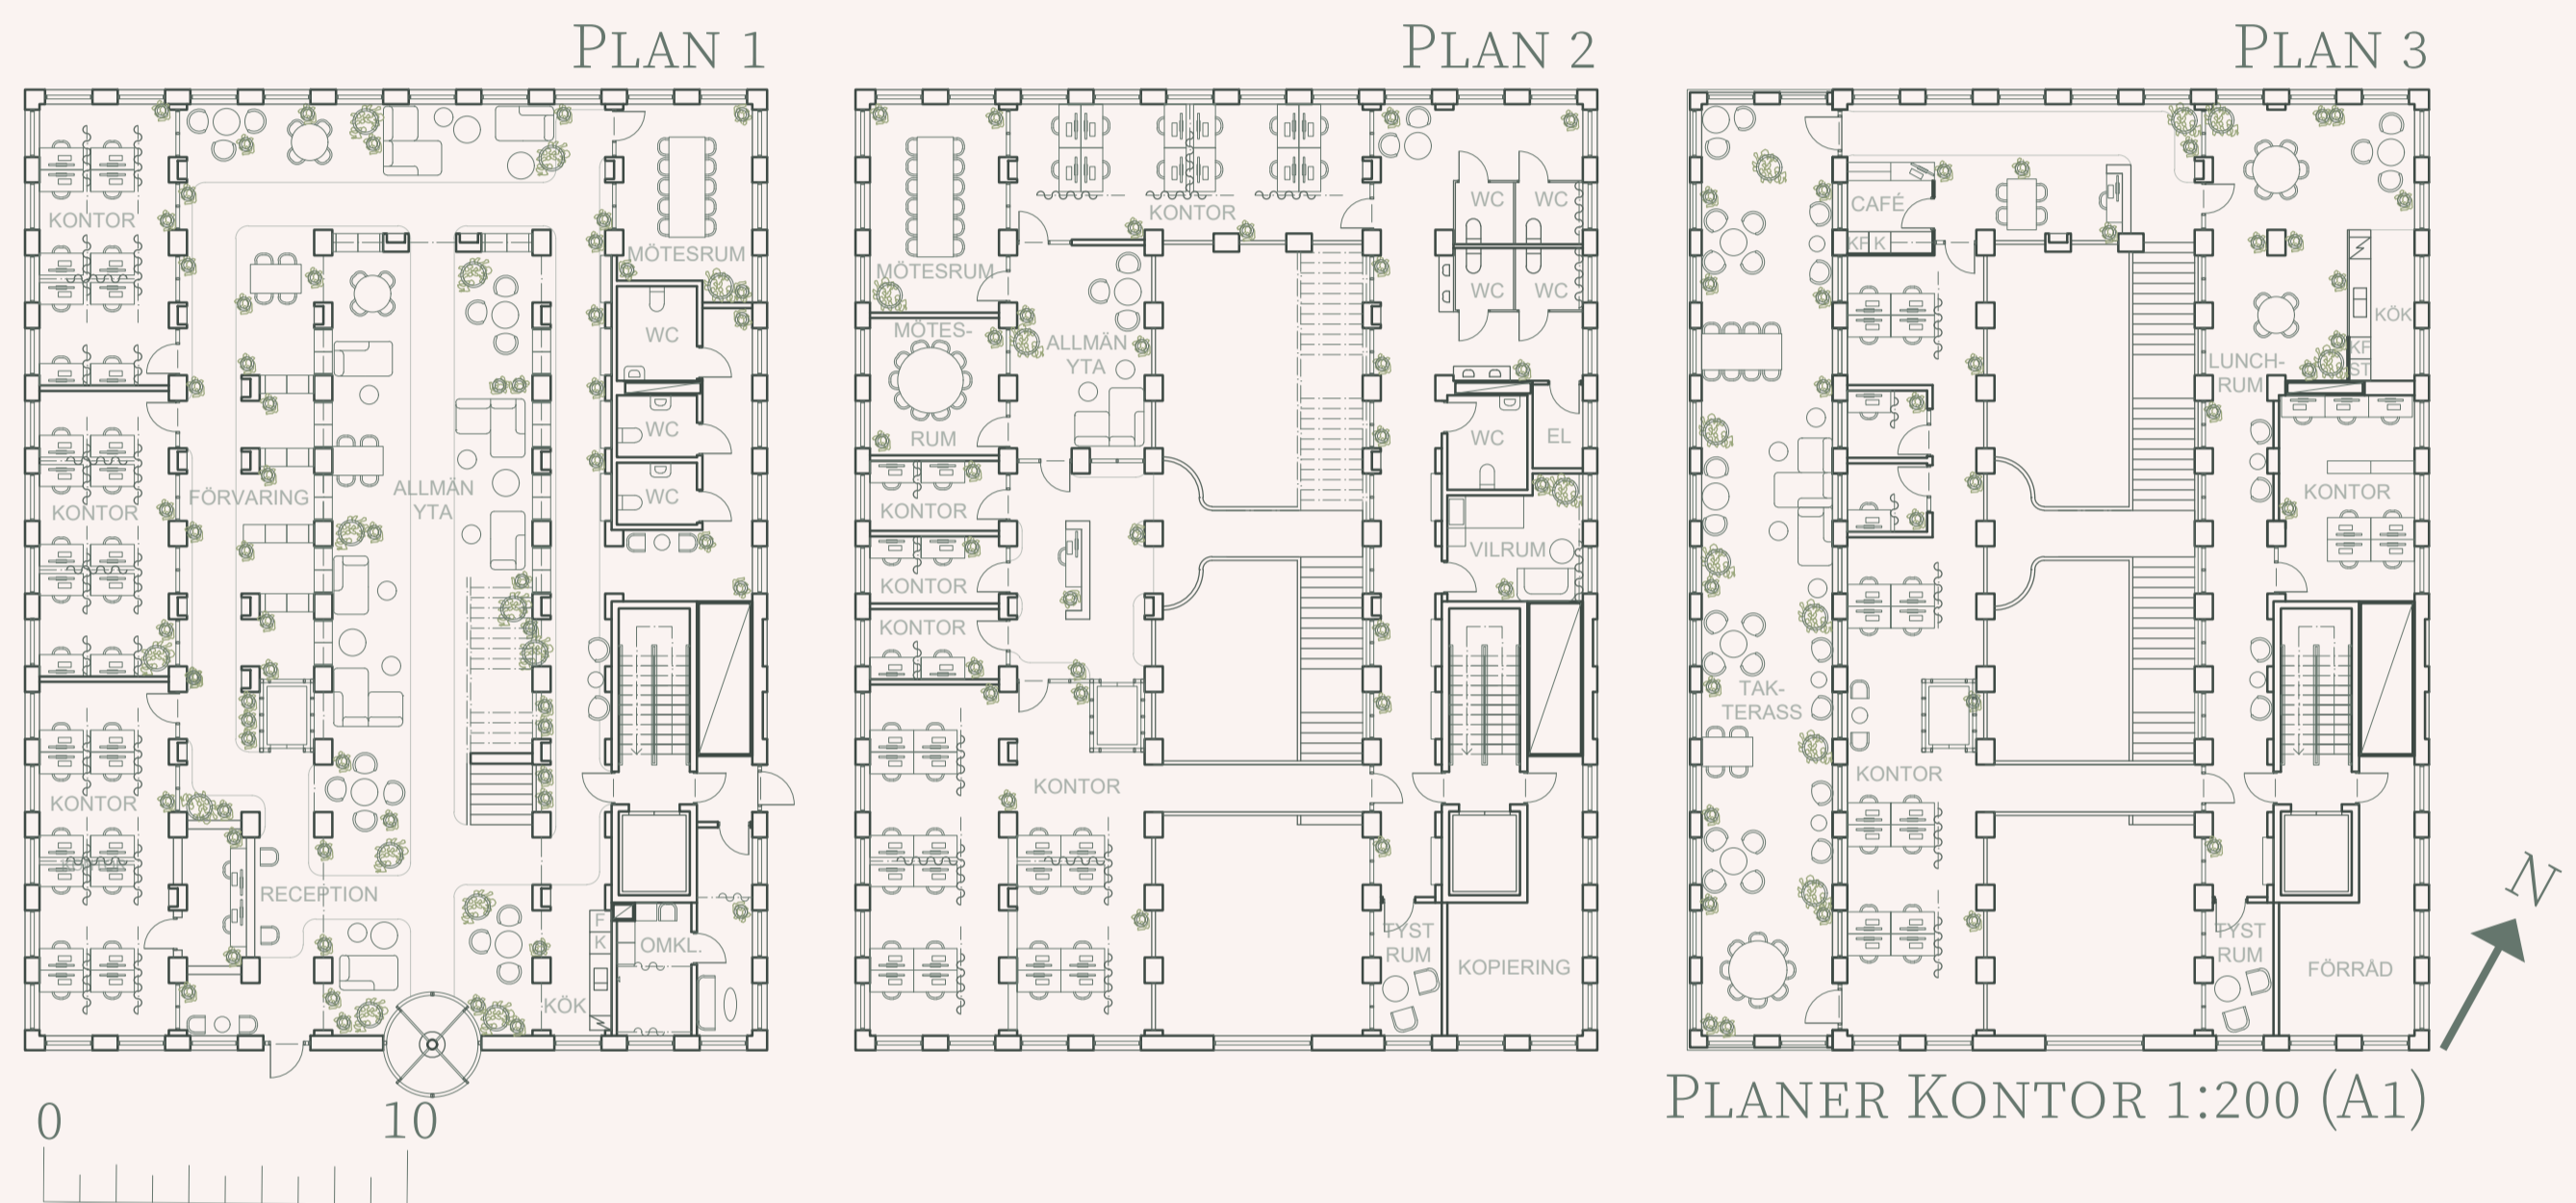 PLAN 1
KONTOR
MÖTESRUM
WC
WC
WC
FÖRVARING
ALLMÄN
YTA
KONTOR
KONTOR
RECEPTION
F
K
OMKL.
KÖK
0
10
PLAN 2
KONTOR
MÖTESRUM
MÖTES-
RUM
ALLMÄN
YTA
WC
WC
WC
WC
WC
EL
VILRUM
KONTOR
KONTOR
KONTOR
KONTOR
TYST
RUM
KOPIERING
PLAN 3
CAFÉ
KF K
KÖK
KF
ST
LUNCH-
RUM
KONTOR
TAK-
TERASS
KONTOR
TYST
RUM
FÖRRÅD
N
PLANER KONTOR 1:200 (A1)